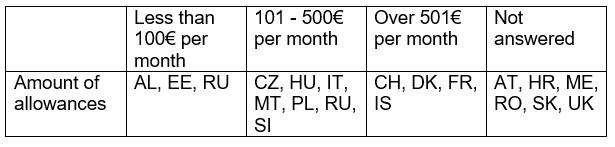 Less than
100€ per
month
101 - 500€
per month
Over 501€
per month
Not
answered
Amount of
allowances
AL, EE, RU
CZ, HU, IT,
MT, PL, RU,
SI
CH, DK, FR,
IS
AT, HR, ME,
RO, SK, UK